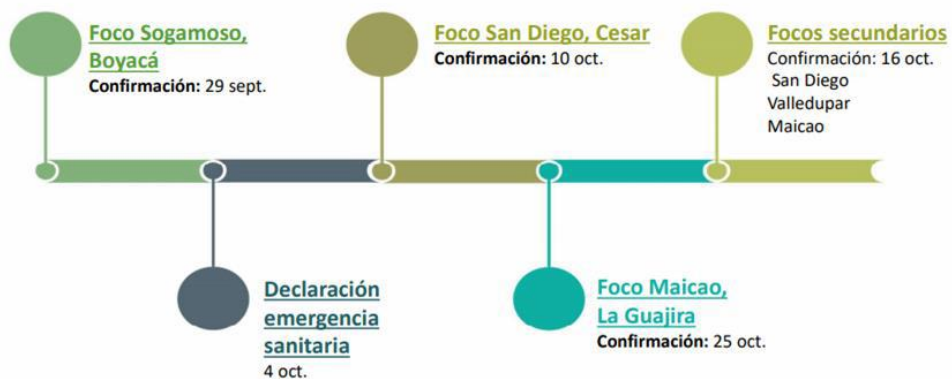 Foco Sogamoso,
Boyacá
Confirmación: 29 sept.
Foco San Diego, Cesar
Confirmación: 10 oct.
Focos secundarios
Confirmación: 16 oct.
San Diego
Valledupar
Maicao
Declaración
emergencia
sanitaria
4 oct.
Foco Maicao,
La Guajira
Confirmación: 25 oct.